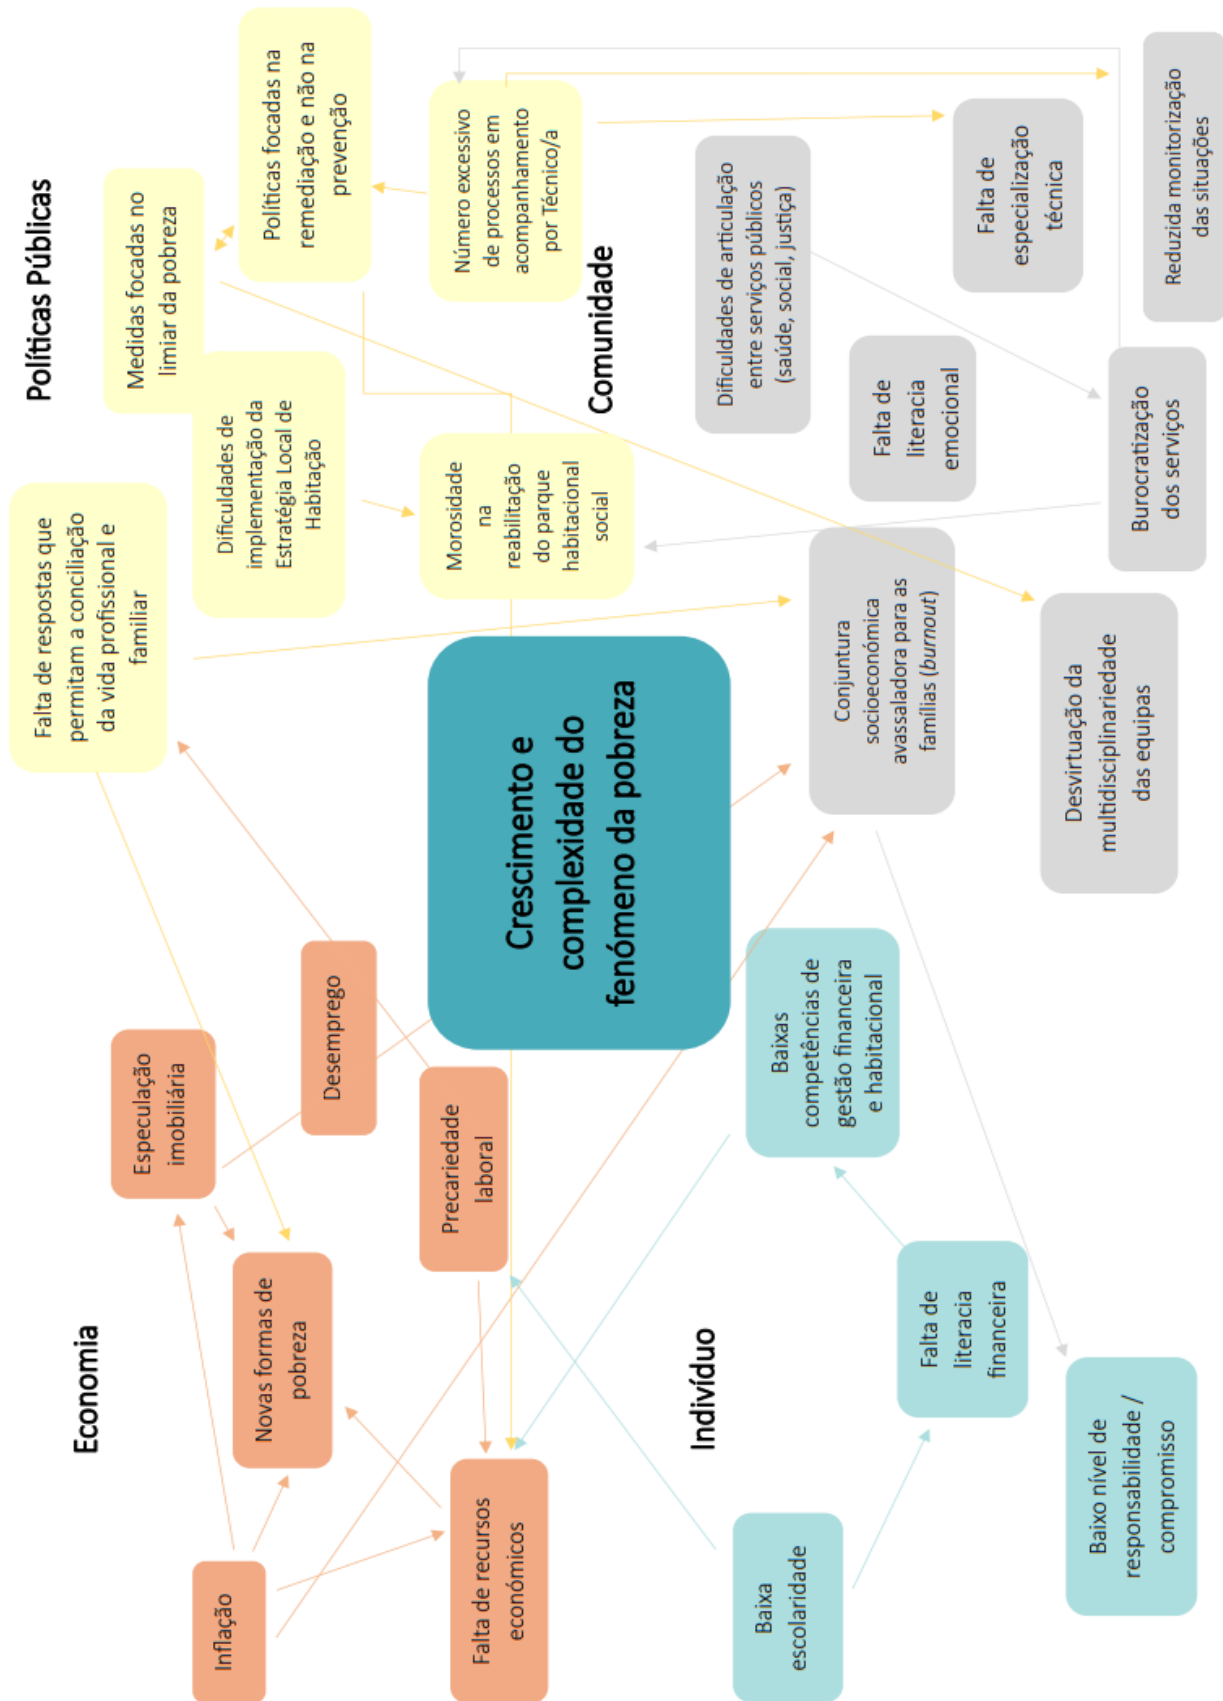 Economia
Políticas Públicas
Inflação
Especulação
imobiliária
Novas formas de
pobreza
Desemprego
Precariedade
laboral
Falta de recursos
económicos
Falta de respostas que
permitam a conciliação
da vida profissional e
familiar
Medidas focadas no
limiar da pobreza
Dificuldades de
implementação da
Estratégia Local de
Habitação
Políticas focadas na
remediação e não na
prevenção
Morosidade
na
reabilitação
do parque
habitacional
social
Número excessivo
de processos em
acompanhamento
por Técnico/a
Crescimento e
complexidade do
fenómeno da pobreza
Indivíduo
Comunidade
Baixa
escolaridade
Baixas
competências de
gestão financeira
e habitacional
Falta de
literacia
financeira
Baixo nível de
responsabilidade /
compromisso
Dificuldades de articulação
entre serviços públicos
(saúde, social, justiça)
Falta de
literacia
emocional
Conjuntura
socioeconómica
avassaladora para as
famílias (burnout)
Falta de
especialização
técnica
Desvirtuação da
multidisciplinariedade
das equipas
Burocratização
dos serviços
Reduzida monitorização
das situações